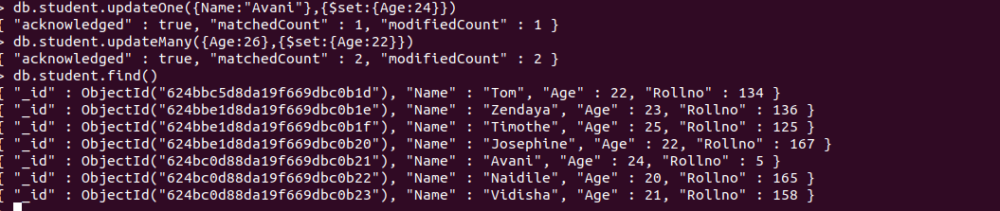 > db.student.updateOne({Name:"Avani"},{$set:{Age:24}})
{ "acknowledged" : true, "matchedCount" : 1, "modifiedCount" : 1 }
> db.student.updateMany({Age:26},{$set:{Age:22}})
{ "acknowledged" : true, "matchedCount" : 2, "modifiedCount" : 2 }
> db.student.find()
{ "_id" : ObjectId("624bbc5d8da19f669dbc0b1d"), "Name" : "Tom", "Age" : 22, "Rollno" : 134 }
{ "_id" : ObjectId("624bbe1d8da19f669dbc0b1e"), "Name" : "Zendaya", "Age" : 23, "Rollno" : 136 }
{ "_id" : ObjectId("624bbe1d8da19f669dbc0b1f"), "Name" : "Timothe", "Age" : 25, "Rollno" : 125 }
{ "_id" : ObjectId("624bbe1d8da19f669dbc0b20"), "Name" : "Josephine", "Age" : 22, "Rollno" : 167 }
{ "_id" : ObjectId("624bc0d88da19f669dbc0b21"), "Name" : "Avani", "Age" : 24, "Rollno" : 5 }
{ "_id" : ObjectId("624bc0d88da19f669dbc0b22"), "Name" : "Naidile", "Age" : 20, "Rollno" : 165 }
{ "_id" : ObjectId("624bc0d88da19f669dbc0b23"), "Name" : "Vidisha", "Age" : 21, "Rollno" : 158 }